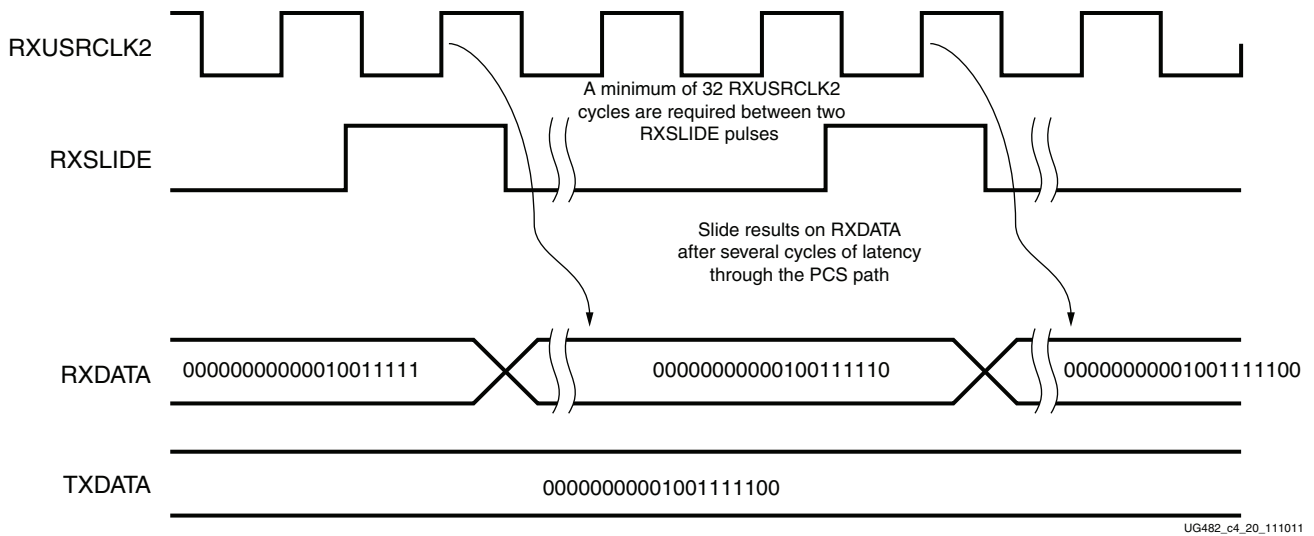 RXUSRCLK2
A minimum of 32 RXUSRCLK2
cycles are required between two
RXSLIDE pulses
RXSLIDE
Slide results on RXDATA
after several cycles of latency
through the PCS path
RXDATA
00000000000010011111
00000000000100111110
00000000001001111100
TXDATA
00000000001001111100
UG482_c4_20_111011